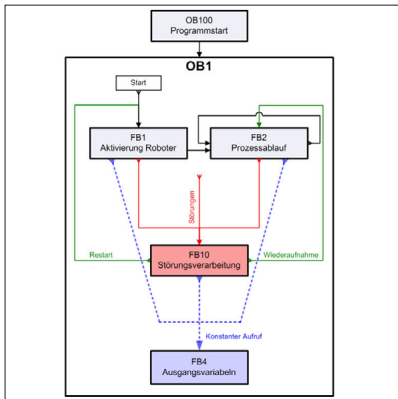 OB100
Programmstart
OB1
Start
FB1
Aktivierung Roboter
FB2
Prozessablauf
Störungen
Restart
FB10
Störungsverarbeitung
Wiederaufnahme
Konstanter Aufruf
FB4
Ausgangsvariabeln